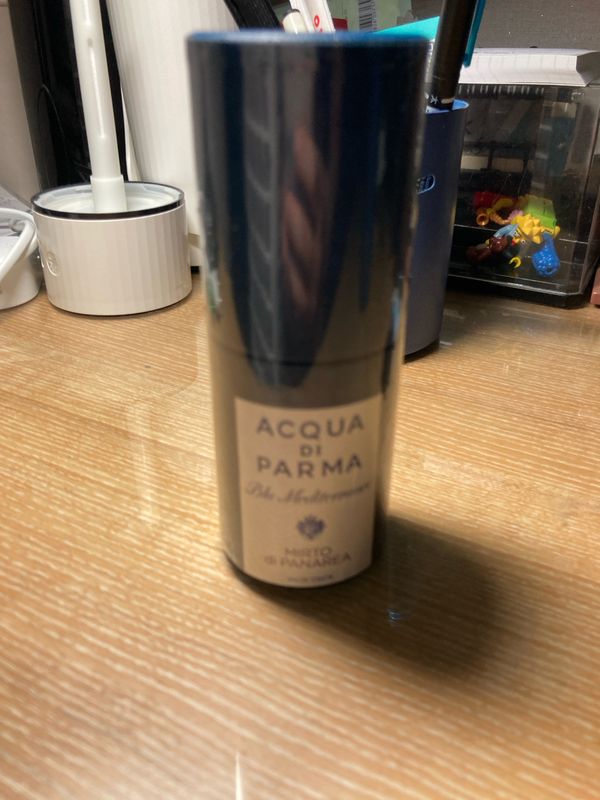 ACQUA
DI
PARMA
Blu Mediterraneo
MIRTO
di PANAREA